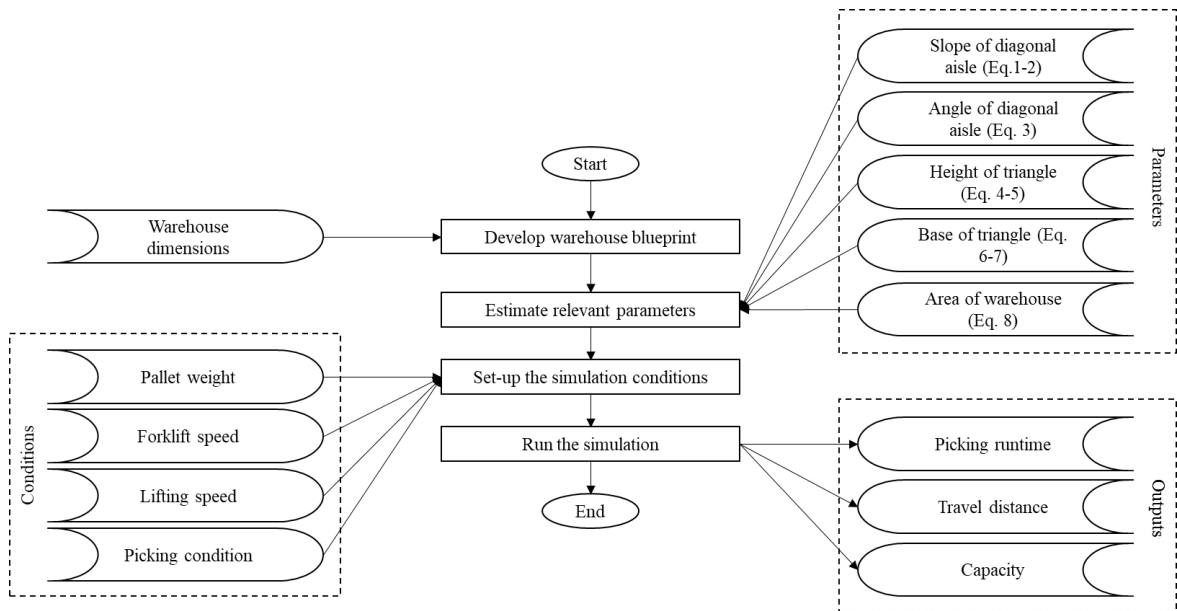 Start
Develop warehouse blueprint
Estimate relevant parameters
Set-up the simulation conditions
Run the simulation
End
Warehouse
dimensions
Conditions
Pallet weight
Forklift speed
Lifting speed
Picking condition
Parameters
Slope of diagonal
aisle (Eq.1-2)
Angle of diagonal
aisle (Eq. 3)
Height of triangle
(Eq. 4-5)
Base of triangle (Eq.
6-7)
Area of warehouse
(Eq. 8)
Outputs
Picking runtime
Travel distance
Capacity